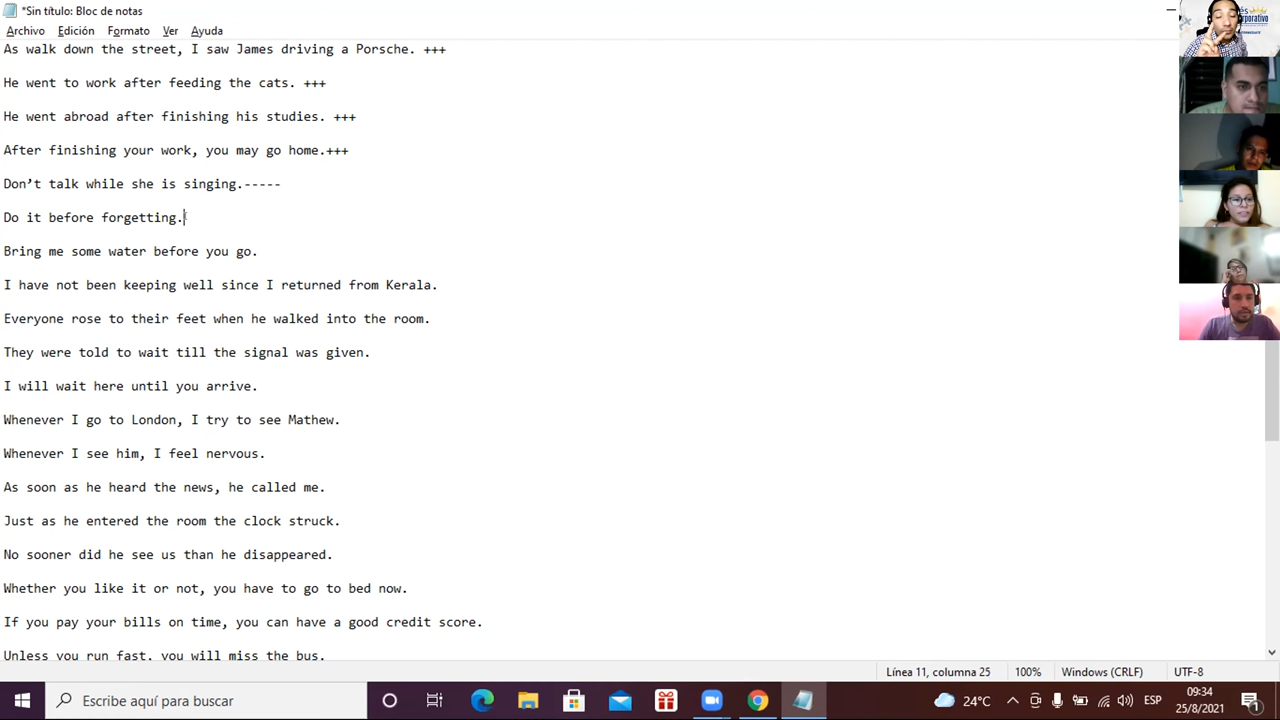 *Sin título: Bloc de notas
Archivo Edición Formato Ver Ayuda
As walk down the street, I saw James driving a Porsche. +++
He went to work after feeding the cats. +++
He went abroad after finishing his studies. +++
After finishing your work, you may go home.+++
Don’t talk while she is singing.-----
Do it before forgetting.
Bring me some water before you go.
I have not been keeping well since I returned from Kerala.
Everyone rose to their feet when he walked into the room.
They were told to wait till the signal was given.
I will wait here until you arrive.
Whenever I go to London, I try to see Mathew.
Whenever I see him, I feel nervous.
As soon as he heard the news, he called me.
Just as he entered the room the clock struck.
No sooner did he see us than he disappeared.
Whether you like it or not, you have to go to bed now.
If you pay your bills on time, you can have a good credit score.
Unless you run fast, you will miss the bus.
Línea 11, columna 25 100% Windows (CRLF) UTF-8
Escribe aquí para buscar
24°C ESP 09:34
25/8/2021
1